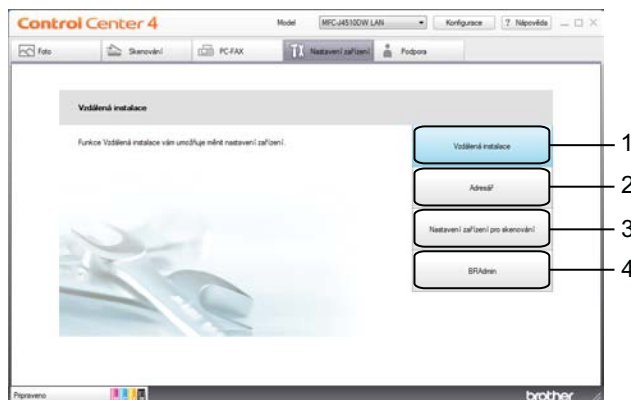 Control Center 4
Model MFC-J4510DW LAN Konfigurace ? Nápověda
Foto Skenování PC-FAX Nastavení zařízení Podpora
Vzdálená instalace
Funkce Vzdálená instalace vám umožňuje měnit nastavení zařízení.
Vzdálená instalace 1
Adresář 2
Nastavení zařízení pro skenování 3
BRAdmin 4
Připraveno
brother